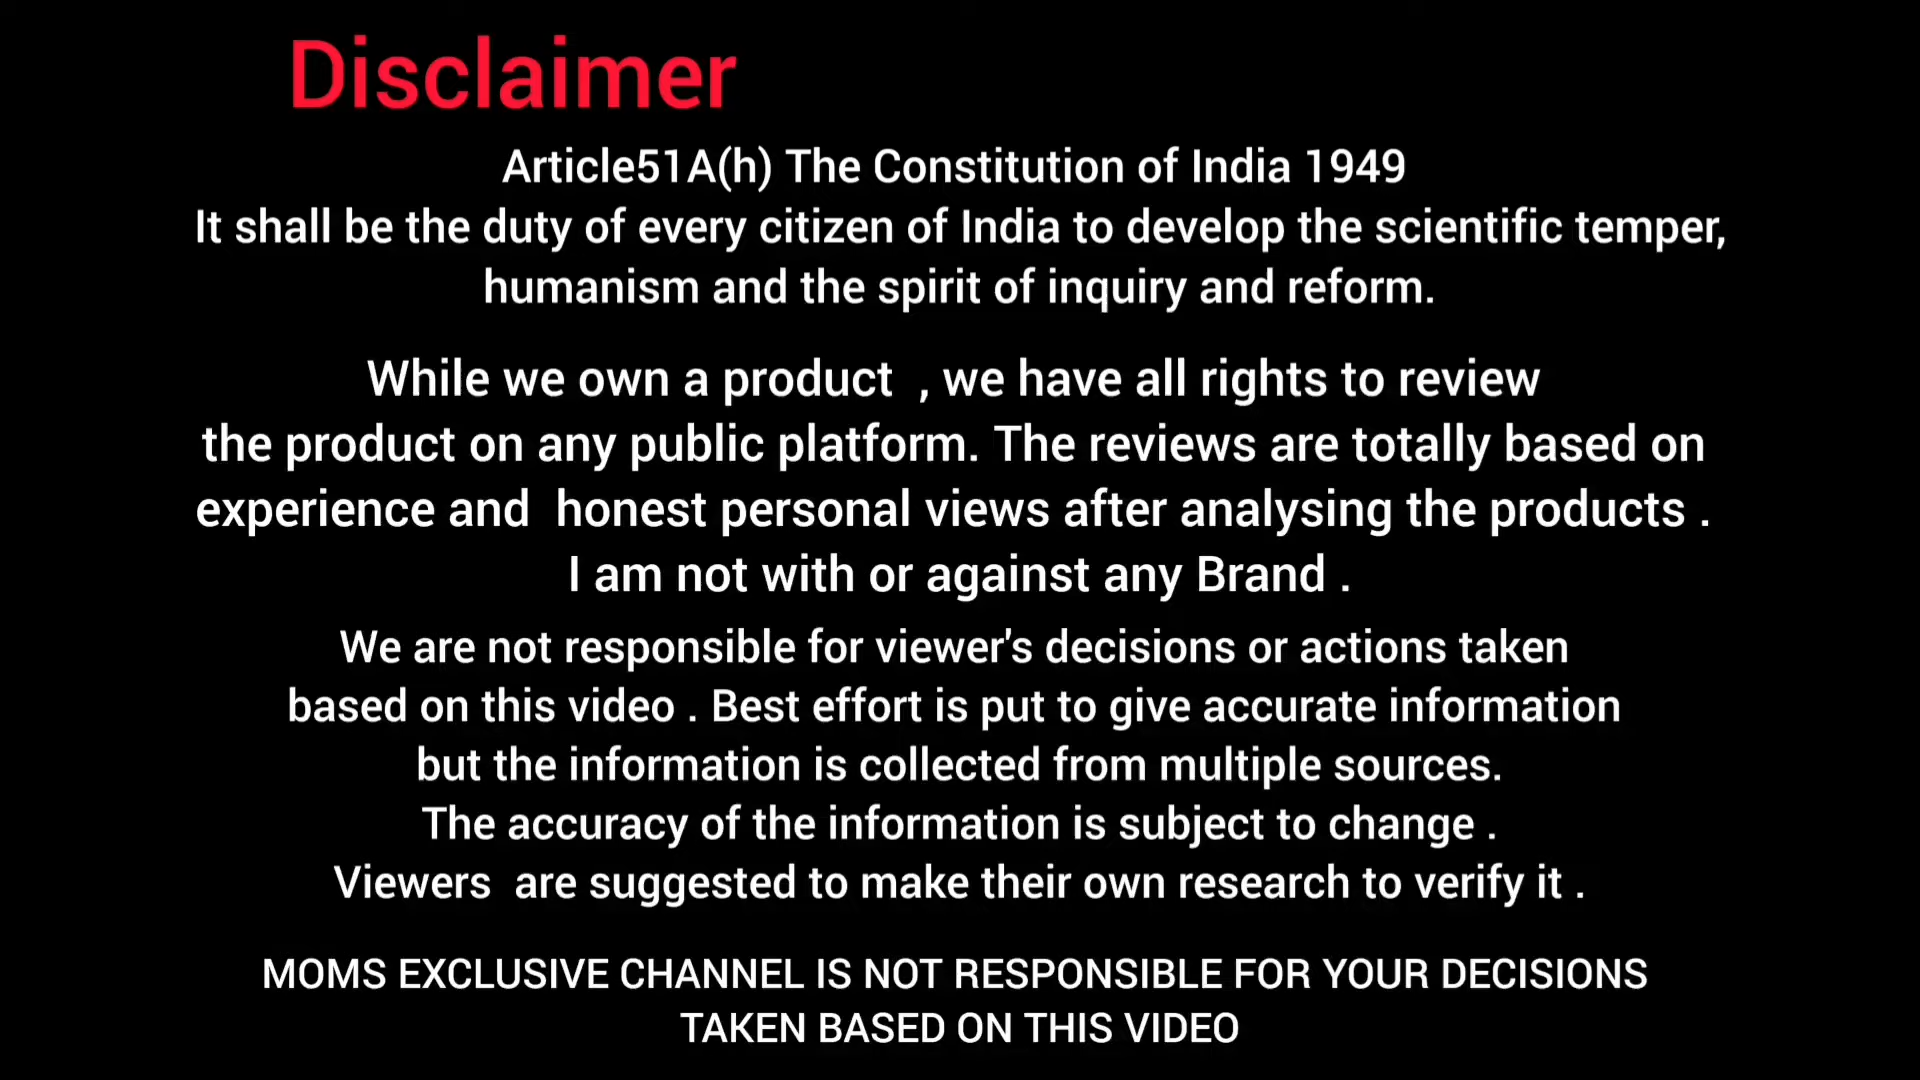 Disclaimer
Article51A(h) The Constitution of India 1949
It shall be the duty of every citizen of India to develop the scientific temper,
humanism and the spirit of inquiry and reform.
While we own a product  , we have all rights to review
the product on any public platform. The reviews are totally based on
experience and  honest personal views after analysing the products .
I am not with or against any Brand .
We are not responsible for viewer's decisions or actions taken
based on this video . Best effort is put to give accurate information
but the information is collected from multiple sources.
The accuracy of the information is subject to change .
Viewers  are suggested to make their own research to verify it .
MOMS EXCLUSIVE CHANNEL IS NOT RESPONSIBLE FOR YOUR DECISIONS
TAKEN BASED ON THIS VIDEO